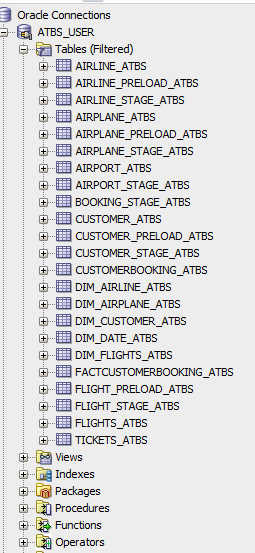 Oracle Connections
ATBS_USER
Tables (Filtered)
AIRLINE_ATBS
AIRLINE_PRELOAD_ATBS
AIRLINE_STAGE_ATBS
AIRPLANE_ATBS
AIRPLANE_PRELOAD_ATBS
AIRPLANE_STAGE_ATBS
AIRPORT_ATBS
AIRPORT_STAGE_ATBS
BOOKING_STAGE_ATBS
CUSTOMER_ATBS
CUSTOMER_PRELOAD_ATBS
CUSTOMER_STAGE_ATBS
CUSTOMERBOOKING_ATBS
DIM_AIRLINE_ATBS
DIM_AIRPLANE_ATBS
DIM_CUSTOMER_ATBS
DIM_DATE_ATBS
DIM_FLIGHTS_ATBS
FACTCUSTOMERBOOKING_ATBS
FLIGHT_PRELOAD_ATBS
FLIGHT_STAGE_ATBS
FLIGHTS_ATBS
TICKETS_ATBS
Views
Indexes
Packages
Procedures
Functions
Operators